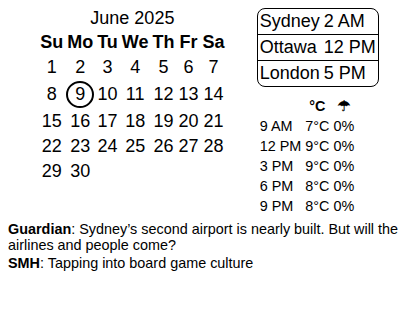 June 2025
Su Mo Tu We Th Fr Sa
1 2 3 4 5 6 7
8 9 10 11 12 13 14
15 16 17 18 19 20 21
22 23 24 25 26 27 28
29 30
Sydney 2 AM
Ottawa 12 PM
London 5 PM
°C ☂
9 AM 7°C 0%
12 PM 9°C 0%
3 PM 9°C 0%
6 PM 8°C 0%
9 PM 8°C 0%
Guardian: Sydney’s second airport is nearly built. But will the
airlines and people come?
SMH: Tapping into board game culture